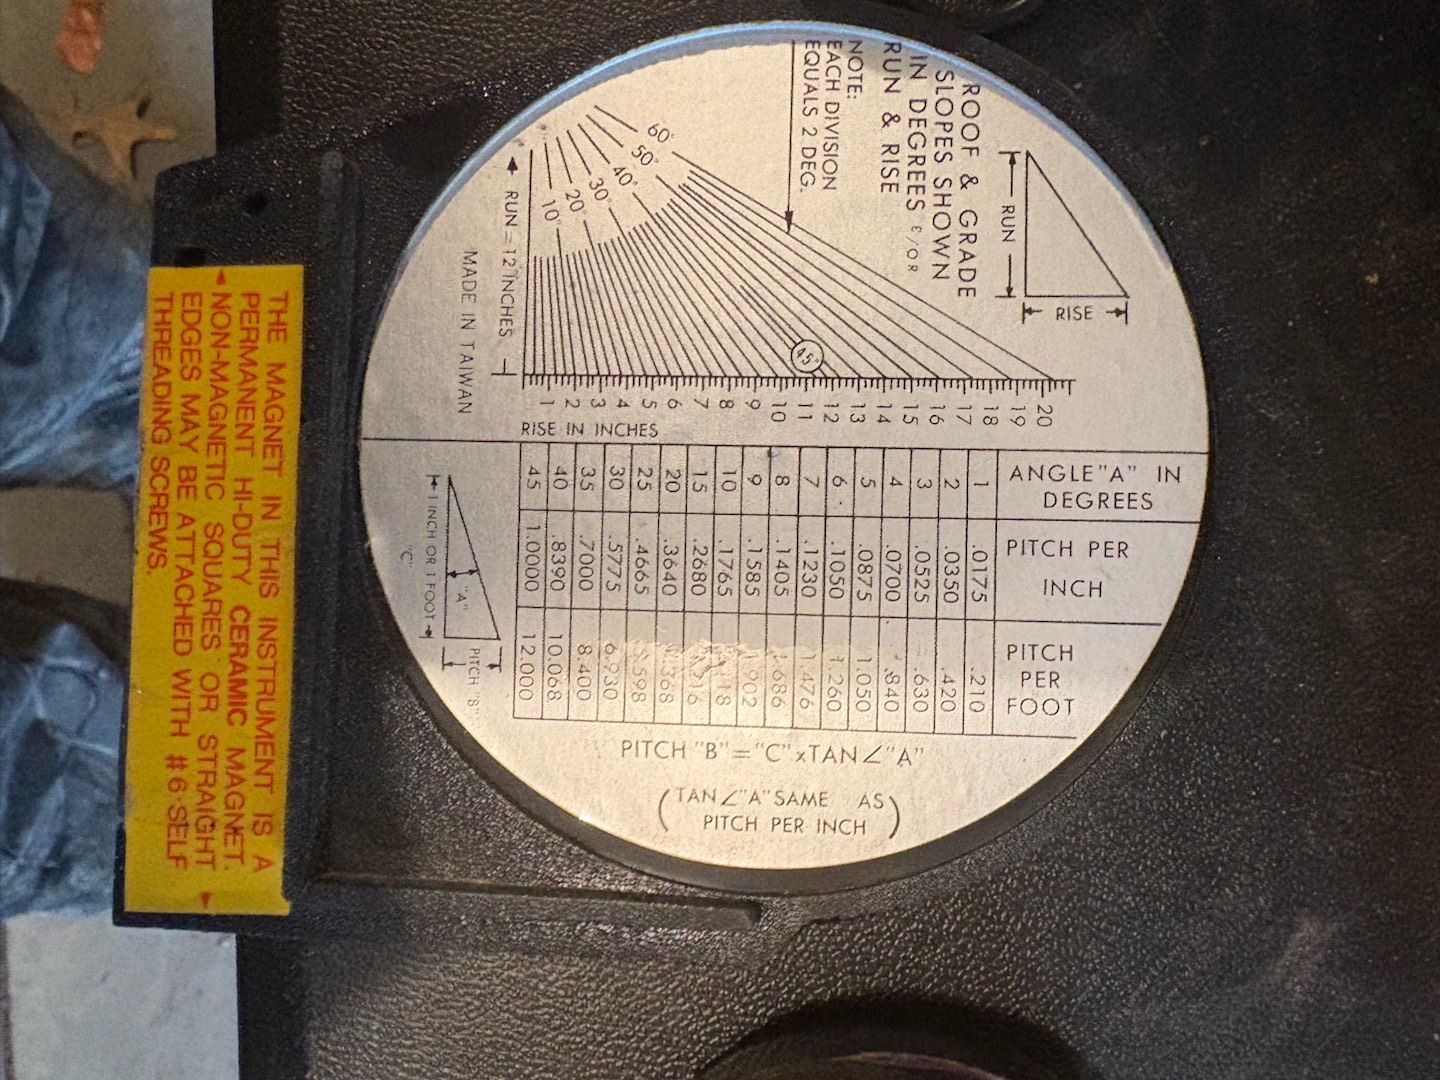 ROOF & GRADE
SLOPES SHOWN
IN DEGREES &/OR
RUN & RISE
NOTE:
EACH DIVISION
EQUALS 2 DEG.
RUN
RISE
60°
50°
40°
30°
20°
10°
45°
RUN = 12 INCHES
MADE IN TAIWAN
1 2 3 4 5 6 7 8 9 10 11 12 13 14 15 16 17 18 19 20
RISE IN INCHES
ANGLE "A" IN DEGREES PITCH PER INCH PITCH PER FOOT
1 .0175 .210
2 .0350 .420
3 .0525 .630
4 .0700 .840
5 .0875 1.050
6 .1050 1.260
7 .1230 1.476
8 .1405 1.686
9 .1585 1.902
10 .1765
15 .2680
20 .3640 4.368
25 .4665 5.598
30 .5775 6.930
35 .7000 8.400
40 .8390 10.068
45 1.0000 12.000
"A"
1 INCH OR 1 FOOT
"C"
PITCH "B"
PITCH "B" = "C" x TAN ∠ "A"
(TAN ∠ "A" SAME AS
PITCH PER INCH)
THE MAGNET IN THIS INSTRUMENT IS A
PERMANENT HI-DUTY CERAMIC MAGNET.
NON-MAGNETIC SQUARES OR STRAIGHT
EDGES MAY BE ATTACHED WITH #6 SELF
THREADING SCREWS.